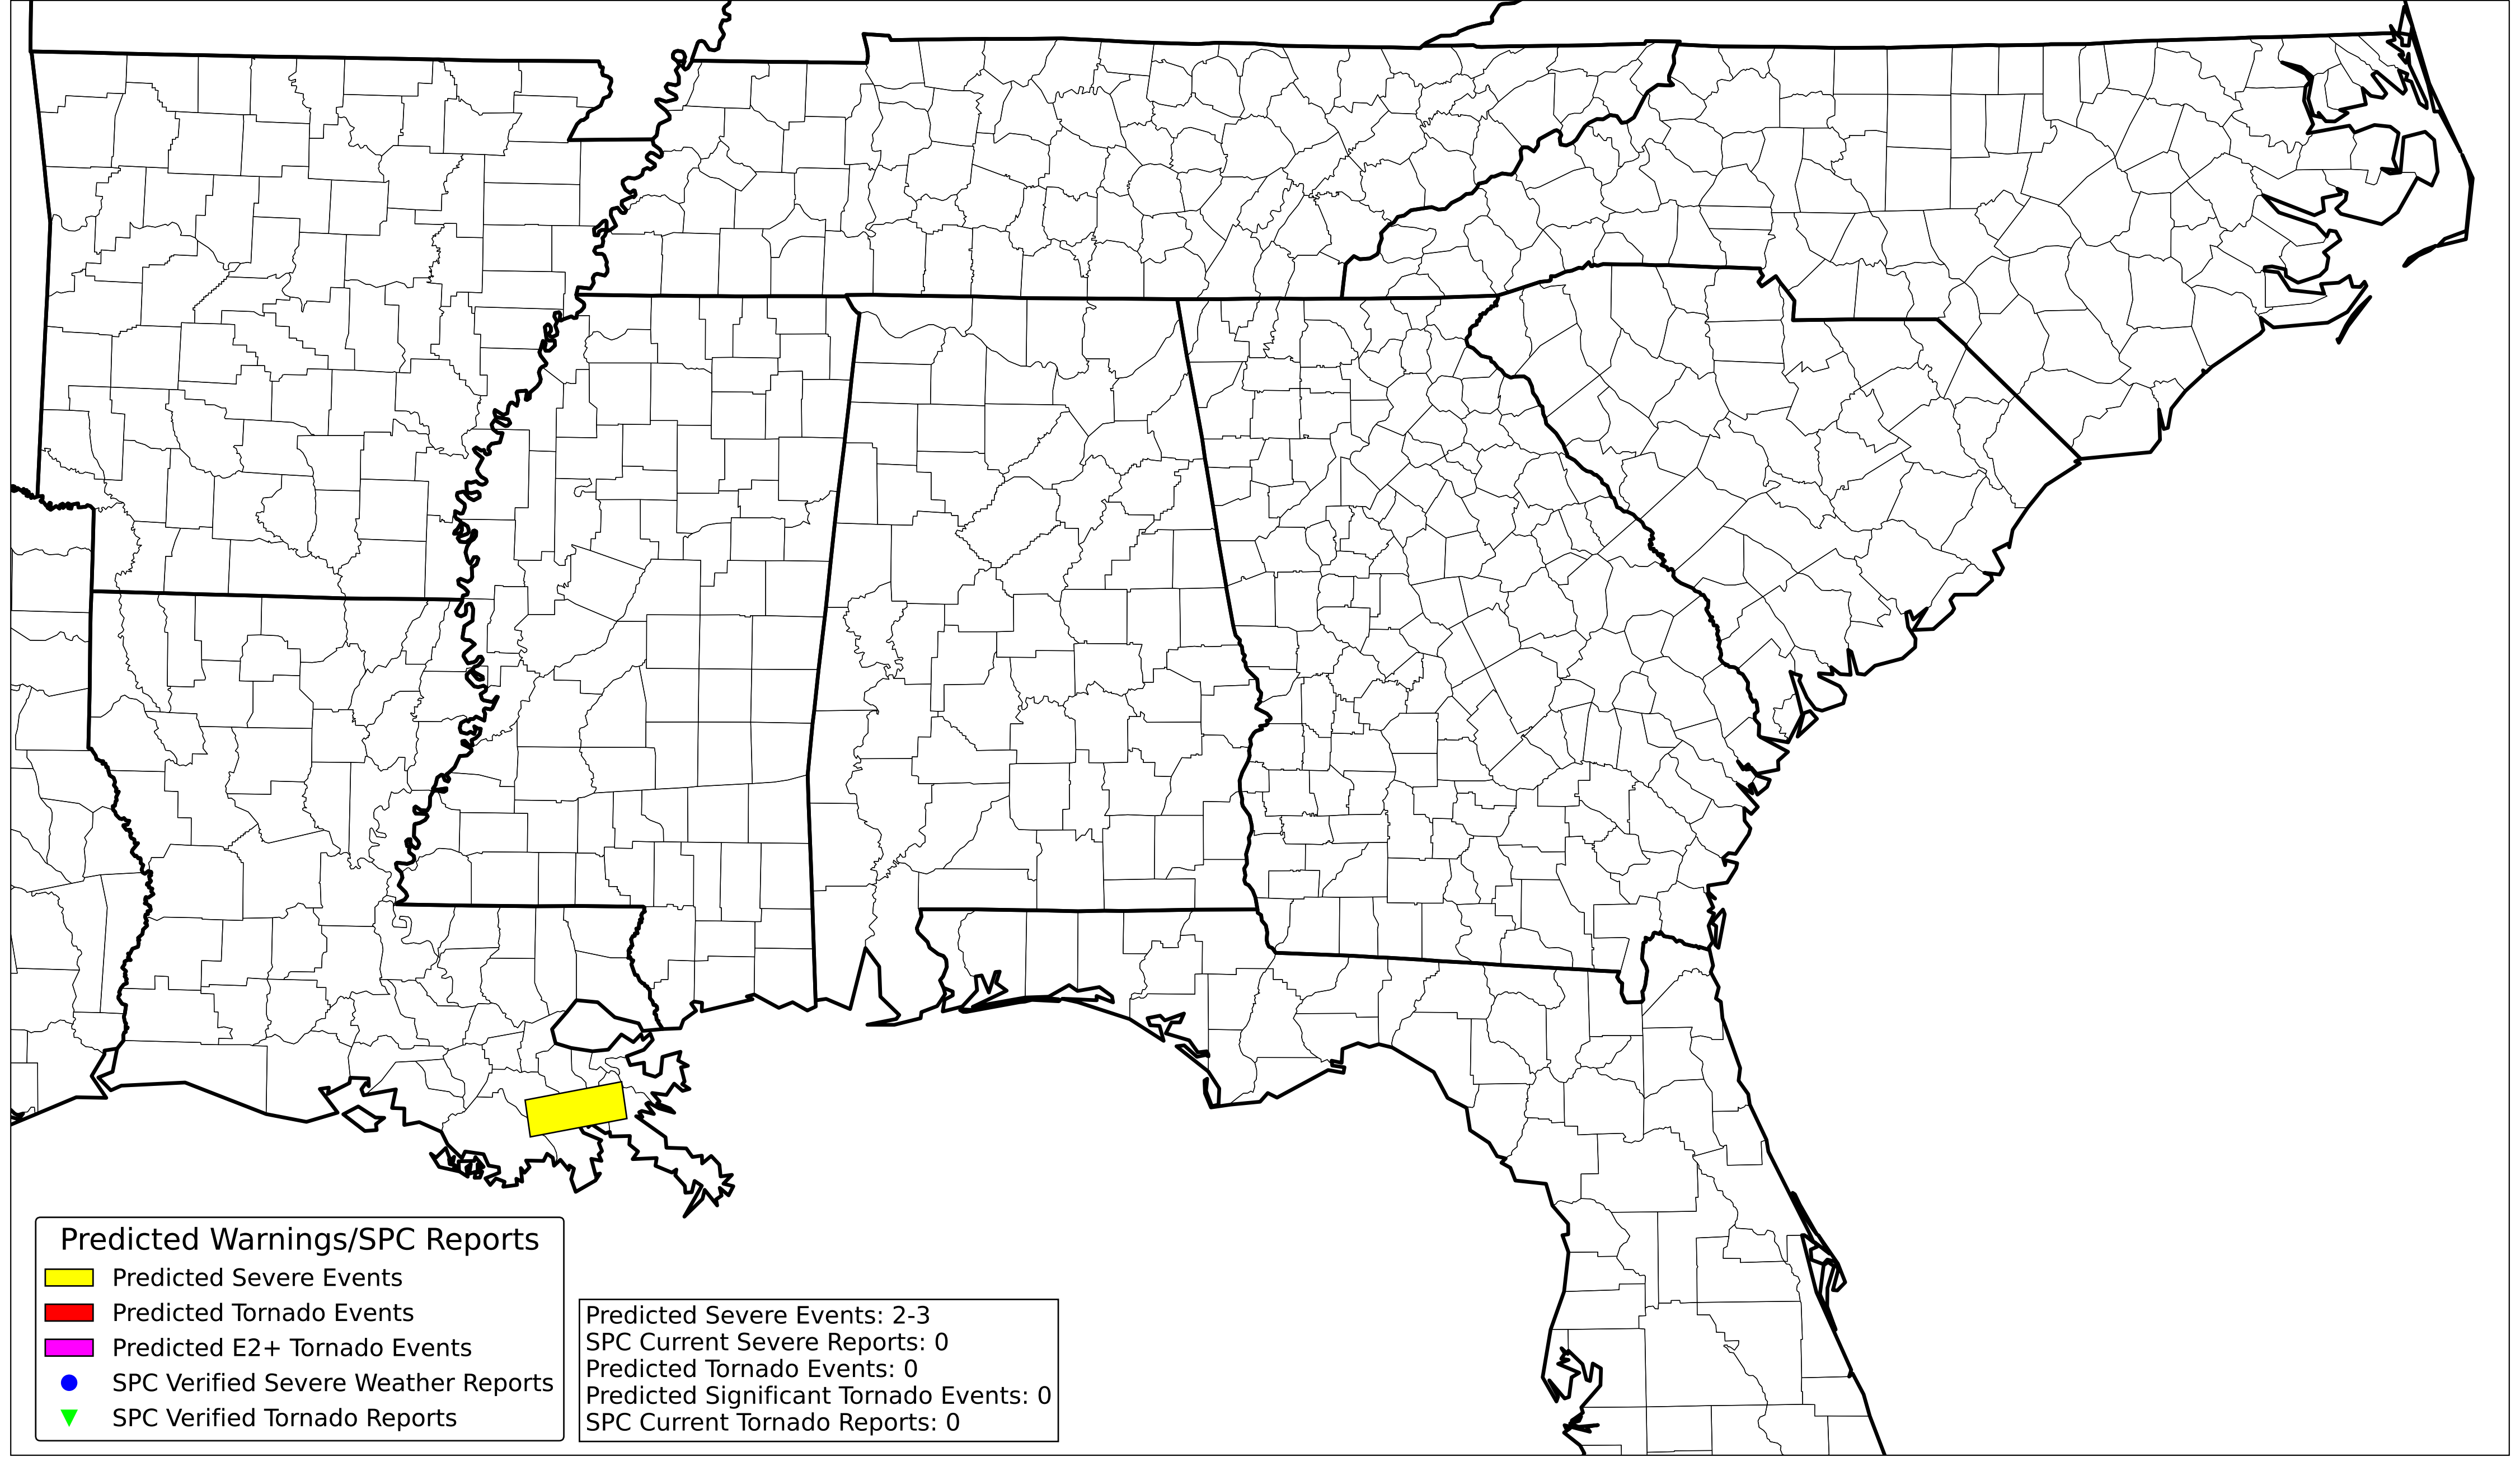 Predicted Warnings/SPC Reports
Predicted Severe Events
Predicted Tornado Events
Predicted E2+ Tornado Events
SPC Verified Severe Weather Reports
SPC Verified Tornado Reports
Predicted Severe Events: 2-3
SPC Current Severe Reports: 0
Predicted Tornado Events: 0
Predicted Significant Tornado Events: 0
SPC Current Tornado Reports: 0